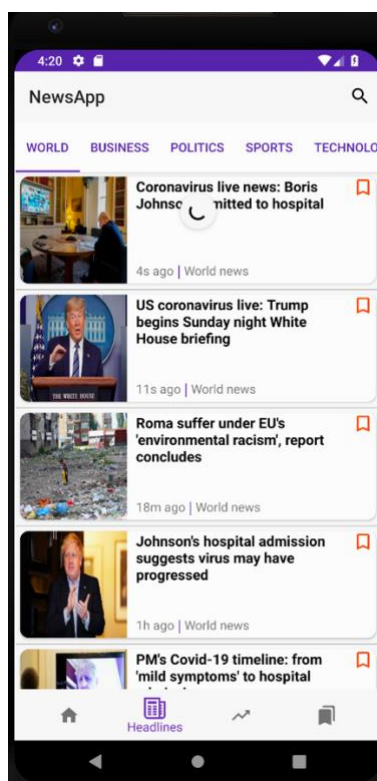 4:20
NewsApp
WORLD BUSINESS POLITICS SPORTS TECHNOLO
Coronavirus live news: Boris
mitted to hospital
4s ago | World news
US coronavirus live: Trump
begins Sunday night White
House briefing
THE WHITE HOUSE
11s ago | World news
Roma suffer under EU's
'environmental racism', report
concludes
18m ago | World news
Johnson's hospital admission
suggests virus may have
progressed
1h ago | World news
PM's Covid-19 timeline: from
'mild symptoms' to hospital
Headlines